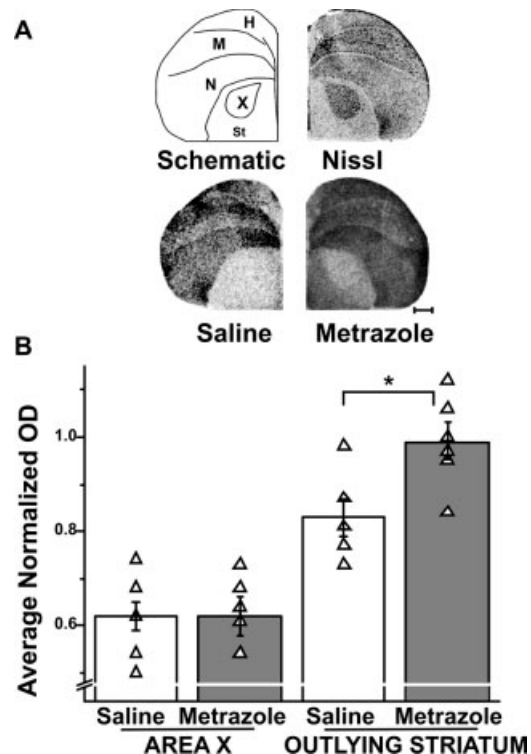 A
H
M
N
X
St
Schematic Nissl
Saline Metrazole
B
Average Normalized OD
*
1.0
0.8
0.6
Saline Metrazole Saline Metrazole
AREA X OUTLYING STRIATUM